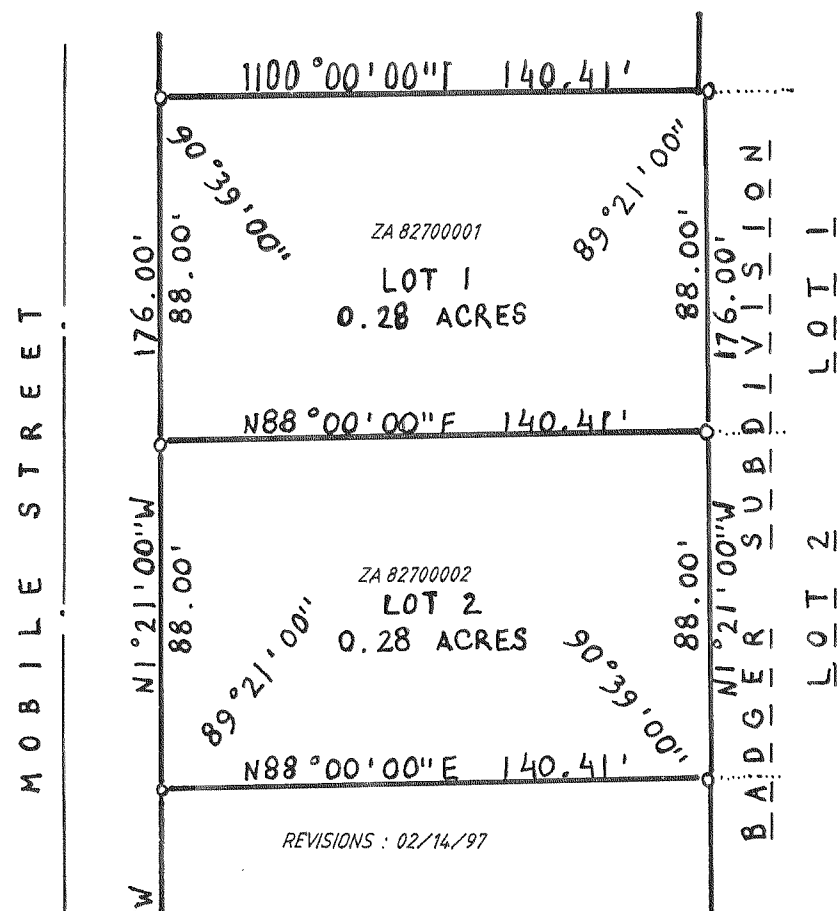 1100°00'00"T 140.41'
90°39'00"
89°21'00"
ZA 82700001
LOT 1
0.28 ACRES
176.00'
88.00'
88.00'
176.00'
N88°00'00"F 140.41'
N1°21'00"W
88.00'
ZA 82700002
LOT 2
0.28 ACRES
89°21'00"
90°39'00"
88.00'
N1°21'00"W
N88°00'00"E 140.41'
REVISIONS : 02/14/97
W
MOBILE STREET
BADGER SUBDIVISION
LOT 2
LOT 1